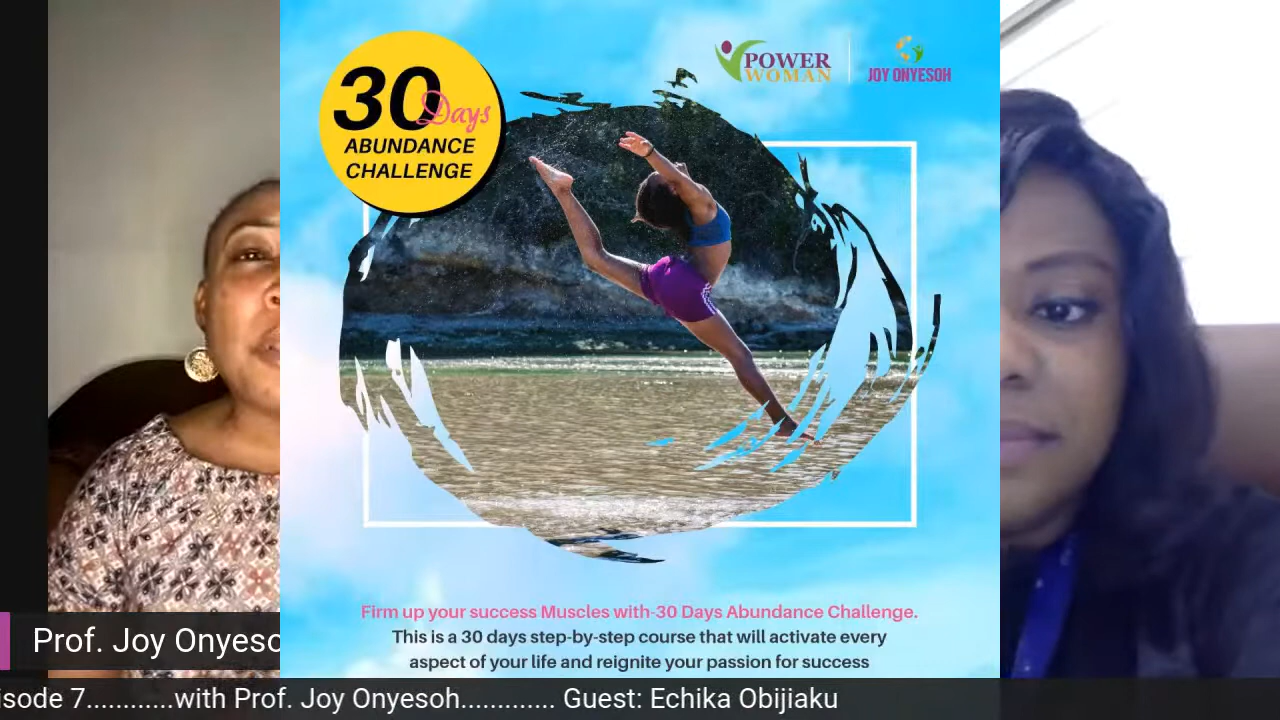 30
Days
ABUNDANCE
CHALLENGE
POWER
WOMAN
JOY ONYESOH
Firm up your success Muscles with-30 Days Abundance Challenge.
This is a 30 days step-by-step course that will activate every
aspect of your life and reignite your passion for success
Prof. Joy Onyeso
isode 7............with Prof. Joy Onyesoh............. Guest: Echika Obijiaku